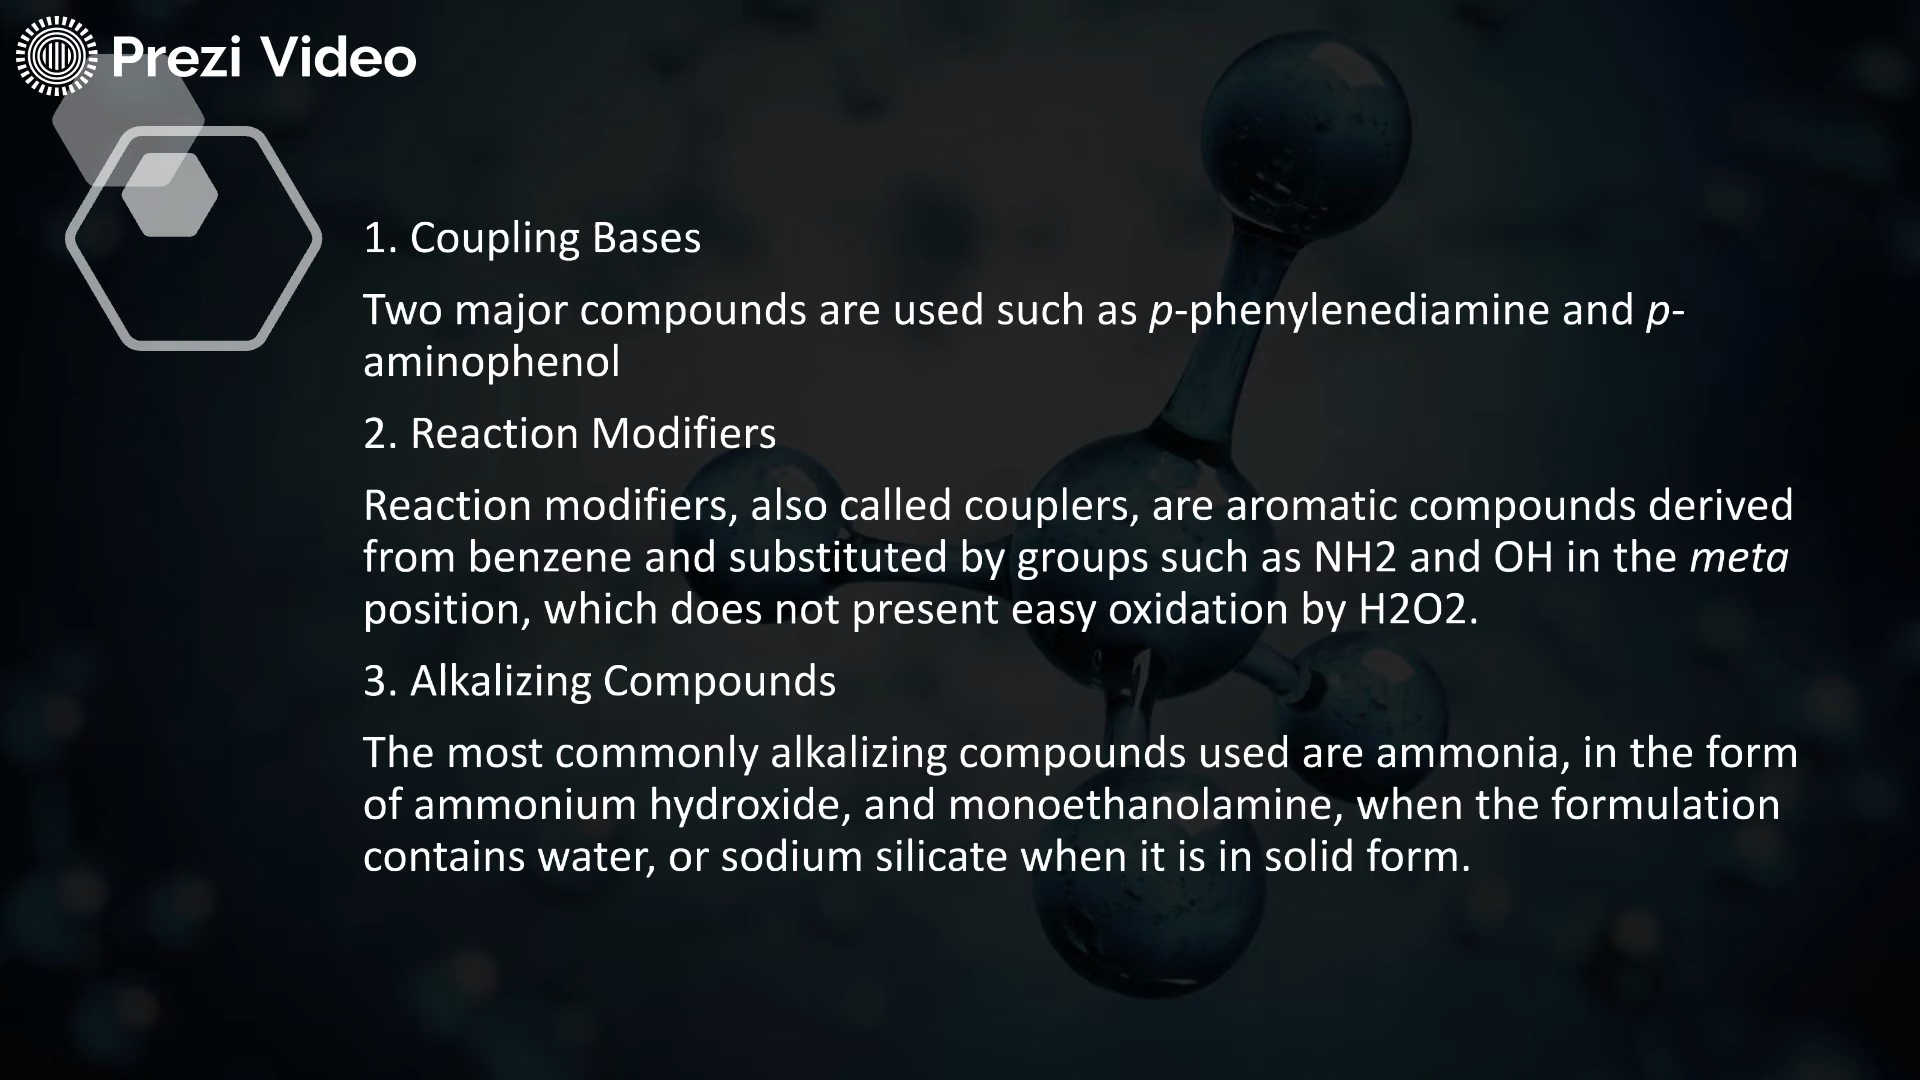 Prezi Video
1. Coupling Bases
Two major compounds are used such as p-phenylenediamine and p-
aminophenol
2. Reaction Modifiers
Reaction modifiers, also called couplers, are aromatic compounds derived
from benzene and substituted by groups such as NH2 and OH in the meta
position, which does not present easy oxidation by H2O2.
3. Alkalizing Compounds
The most commonly alkalizing compounds used are ammonia, in the form
of ammonium hydroxide, and monoethanolamine, when the formulation
contains water, or sodium silicate when it is in solid form.